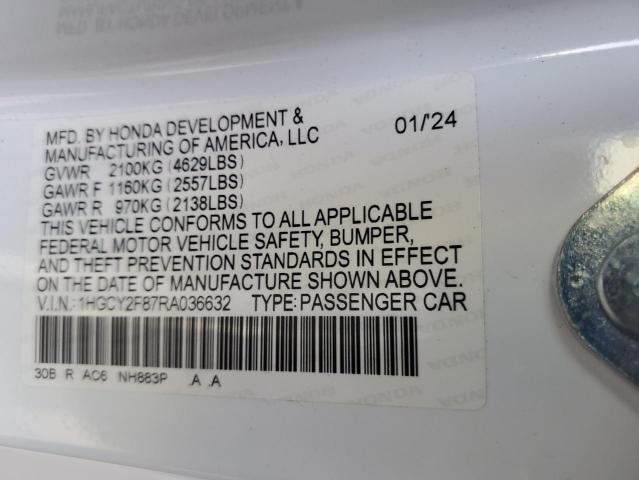 MFD. BY HONDA DEVELOPMENT &
MANUFACTURING OF AMERICA, LLC 01/'24
GVWR 2100KG (4629LBS)
GAWR F 1160KG (2557LBS)
GAWR R 970KG (2138LBS)
THIS VEHICLE CONFORMS TO ALL APPLICABLE
FEDERAL MOTOR VEHICLE SAFETY, BUMPER,
AND THEFT PREVENTION STANDARDS IN EFFECT
ON THE DATE OF MANUFACTURE SHOWN ABOVE.
V.I.N.: 1HGCY2F87RA036632 TYPE: PASSENGER CAR
30B R AC6 NH883P .A .A